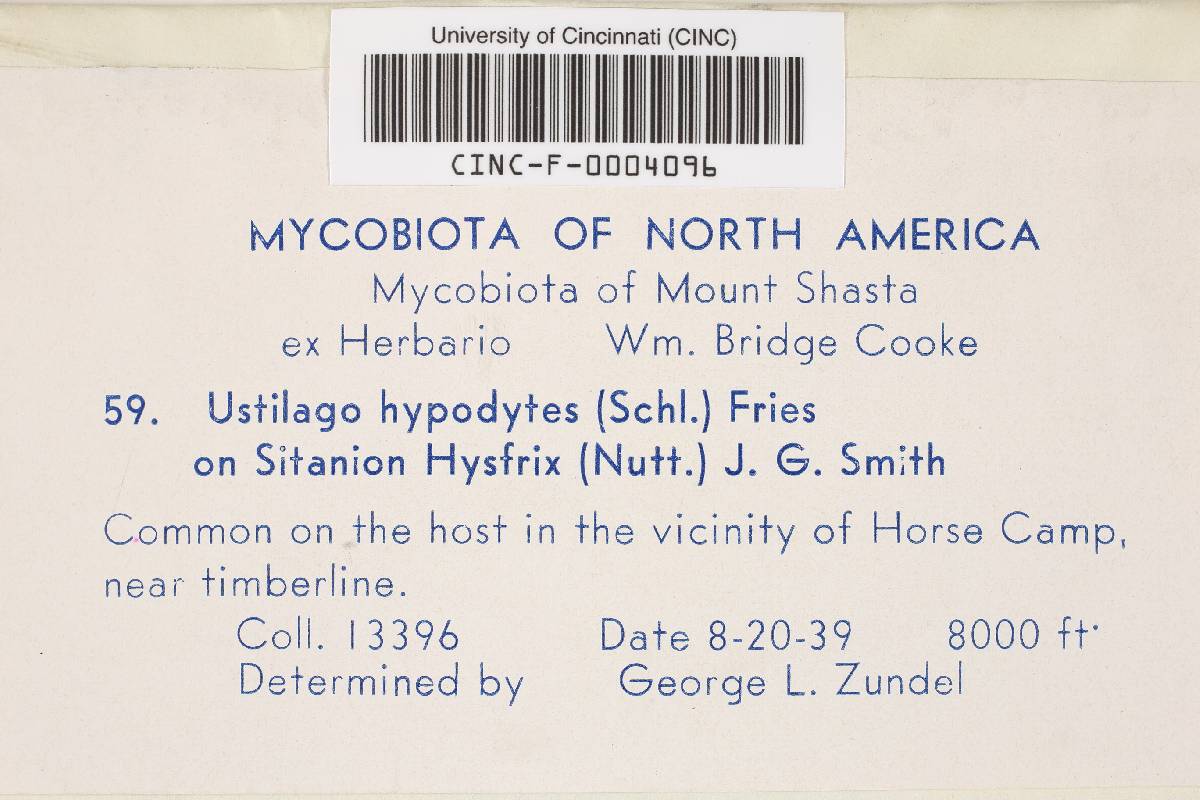 University of Cincinnati (CINC)
CINC-F-0004096
MYCOBIOTA OF NORTH AMERICA
Mycobiota of Mount Shasta
ex Herbario Wm. Bridge Cooke
59. Ustilago hypodytes (Schl.) Fries
on Sitanion Hysfrix (Nutt.) J. G. Smith
Common on the host in the vicinity of Horse Camp,
near timberline.
Coll. 13396 Date 8-20-39 8000 ft.
Determined by George L. Zundel